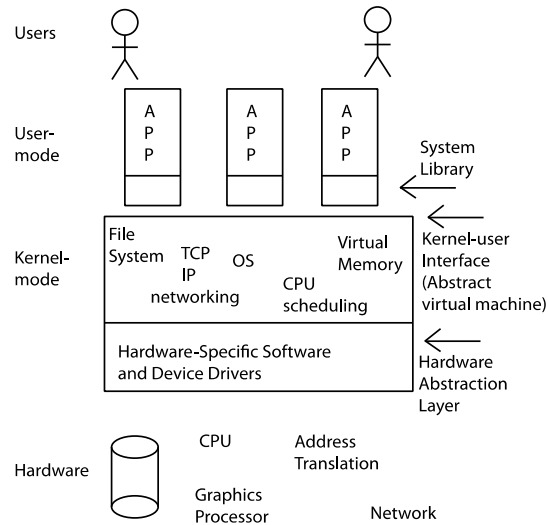 Users
A
P
P
A
P
P
A
P
P
User-
mode
System
Library
Kernel-
mode
File
System
TCP
IP
networking
OS
CPU
scheduling
Virtual
Memory
Kernel-user
Interface
(Abstract
virtual machine)
Hardware-Specific Software
and Device Drivers
Hardware
Abstraction
Layer
Hardware
CPU
Address
Translation
Graphics
Processor
Network